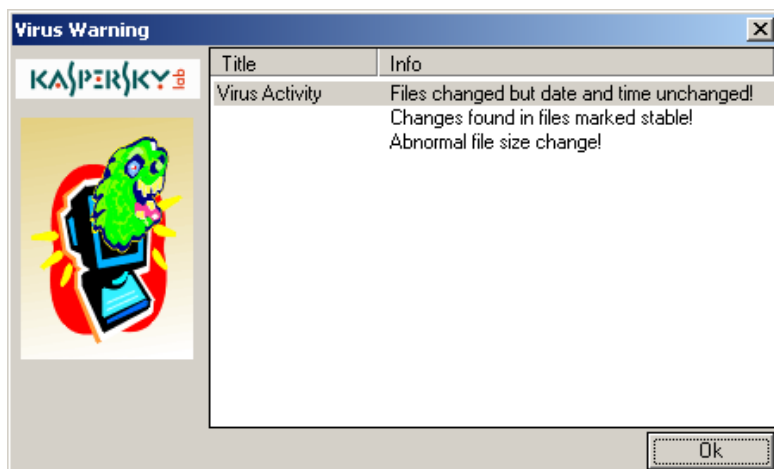 Virus Warning
KASPERSKY lab
Title Info
Virus Activity Files changed but date and time unchanged!
Changes found in files marked stable!
Abnormal file size change!
Ok